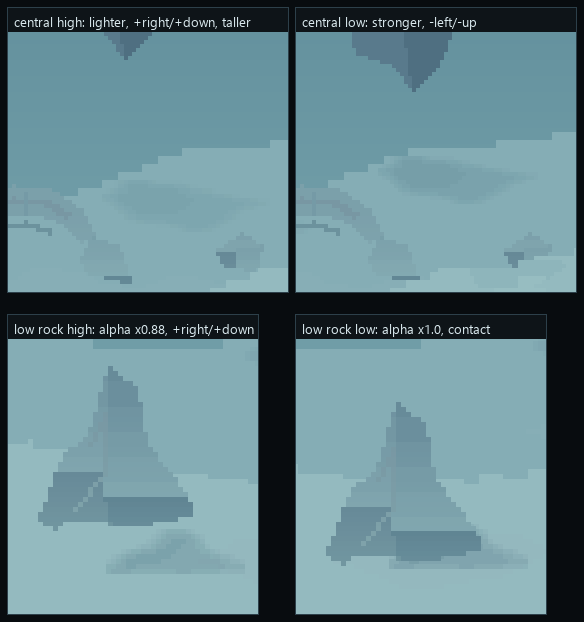 central high: lighter, +right/+down, taller
central low: stronger, -left/-up
low rock high: alpha x0.88, +right/+down
low rock low: alpha x1.0, contact